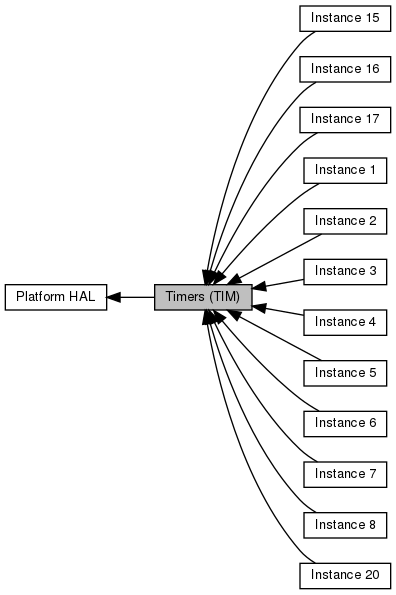 Instance 15
Instance 16
Instance 17
Instance 1
Instance 2
Instance 3
Platform HAL
Timers (TIM)
Instance 4
Instance 5
Instance 6
Instance 7
Instance 8
Instance 20